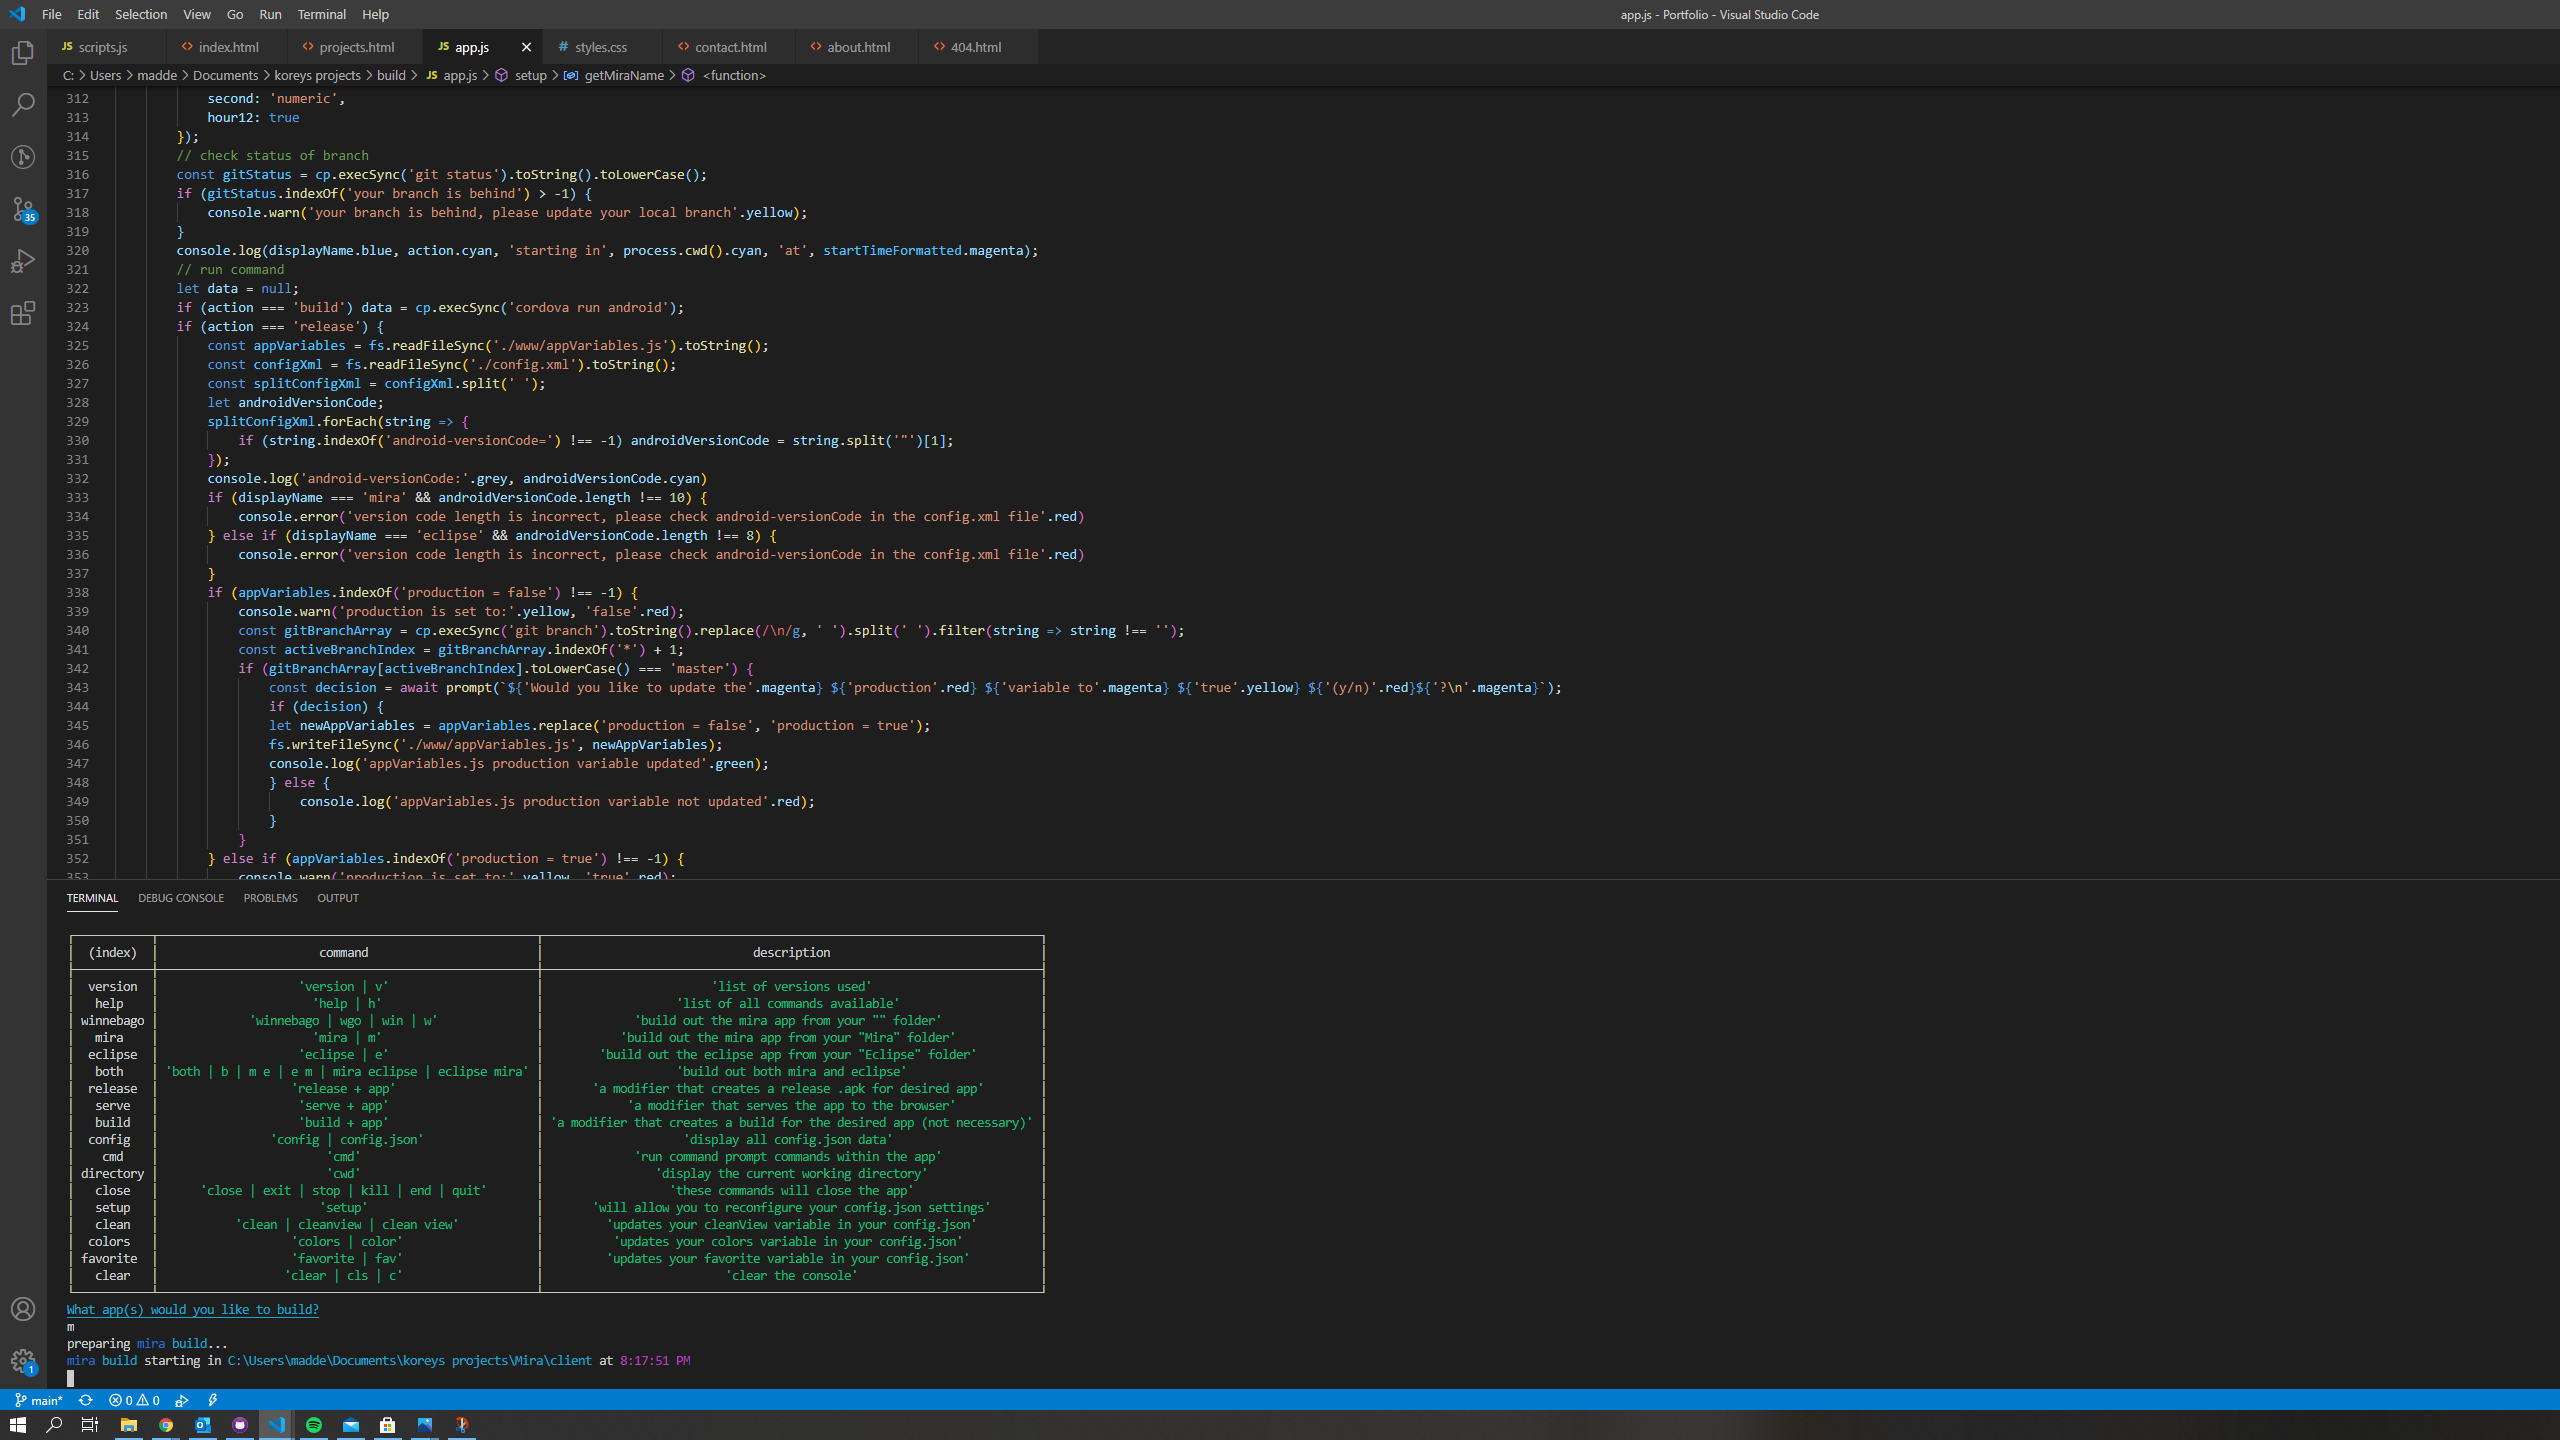 File Edit Selection View Go Run Terminal Help
app.js - Portfolio - Visual Studio Code
JS scripts.js <> index.html <> projects.html JS app.js # styles.css <> contact.html <> about.html <> 404.html
C: > Users > madde > Documents > koreys projects > build > JS app.js > setup > getMiraName > <function>
312 second: 'numeric',
313 hour12: true
314 });
315 // check status of branch
316 const gitStatus = cp.execSync('git status').toString().toLowerCase();
317 if (gitStatus.indexOf('your branch is behind') > -1) {
318 console.warn('your branch is behind, please update your local branch'.yellow);
319 }
320 console.log(displayName.blue, action.cyan, 'starting in', process.cwd().cyan, 'at', startTimeFormatted.magenta);
321 // run command
322 let data = null;
323 if (action === 'build') data = cp.execSync('cordova run android');
324 if (action === 'release') {
325 const appVariables = fs.readFileSync('./www/appVariables.js').toString();
326 const configXml = fs.readFileSync('./config.xml').toString();
327 const splitConfigXml = configXml.split(' ');
328 let androidVersionCode;
329 splitConfigXml.forEach(string => {
330 if (string.indexOf('android-versionCode=') !== -1) androidVersionCode = string.split('"')[1];
331 });
332 console.log('android-versionCode:'.grey, androidVersionCode.cyan)
333 if (displayName === 'mira' && androidVersionCode.length !== 10) {
334 console.error('version code length is incorrect, please check android-versionCode in the config.xml file'.red)
335 } else if (displayName === 'eclipse' && androidVersionCode.length !== 8) {
336 console.error('version code length is incorrect, please check android-versionCode in the config.xml file'.red)
337 }
338 if (appVariables.indexOf('production = false') !== -1) {
339 console.warn('production is set to:'.yellow, 'false'.red);
340 const gitBranchArray = cp.execSync('git branch').toString().replace(/\n/g, ' ').split(' ').filter(string => string !== '');
341 const activeBranchIndex = gitBranchArray.indexOf('*') + 1;
342 if (gitBranchArray[activeBranchIndex].toLowerCase() === 'master') {
343 const decision = await prompt(`${'Would you like to update the'.magenta} ${'production'.red} ${'variable to'.magenta} ${'true'.yellow} ${'(y/n)'.red}${'?\n'.magenta}`);
344 if (decision) {
345 let newAppVariables = appVariables.replace('production = false', 'production = true');
346 fs.writeFileSync('./www/appVariables.js', newAppVariables);
347 console.log('appVariables.js production variable updated'.green);
348 } else {
349 console.log('appVariables.js production variable not updated'.red);
350 }
351 }
352 } else if (appVariables.indexOf('production = true') !== -1) {
353 console.warn('production is set to:'.yellow, 'true'.red);
TERMINAL DEBUG CONSOLE PROBLEMS OUTPUT
(index) command description
version 'version | v' 'list of versions used'
help 'help | h' 'list of all commands available'
winnebago 'winnebago | wgo | win | w' 'build out the mira app from your "" folder'
mira 'mira | m' 'build out the mira app from your "Mira" folder'
eclipse 'eclipse | e' 'build out the eclipse app from your "Eclipse" folder'
both 'both | b | m e | e m | mira eclipse | eclipse mira' 'build out both mira and eclipse'
release 'release + app' 'a modifier that creates a release .apk for desired app'
serve 'serve + app' 'a modifier that serves the app to the browser'
build 'build + app' 'a modifier that creates a build for the desired app (not necessary)'
config 'config | config.json' 'display all config.json data'
cmd 'cmd' 'run command prompt commands within the app'
directory 'cwd' 'display the current working directory'
close 'close | exit | stop | kill | end | quit' 'these commands will close the app'
setup 'setup' 'will allow you to reconfigure your config.json settings'
clean 'clean | cleanview | clean view' 'updates your cleanView variable in your config.json'
colors 'colors | color' 'updates your colors variable in your config.json'
favorite 'favorite | fav' 'updates your favorite variable in your config.json'
clear 'clear | cls | c' 'clear the console'
What app(s) would you like to build?
m
preparing mira build...
mira build starting in C:\Users\madde\Documents\koreys projects\Mira\client at 8:17:51 PM
35
1
main* 0 0